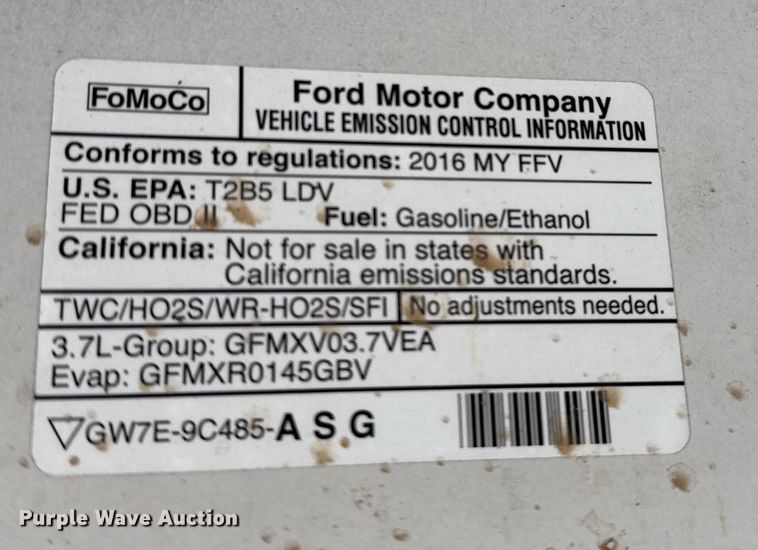 FoMoCo
Ford Motor Company
VEHICLE EMISSION CONTROL INFORMATION
Conforms to regulations: 2016 MY FFV
U.S. EPA: T2B5 LDV
FED OBD II Fuel: Gasoline/Ethanol
California: Not for sale in states with
California emissions standards.
TWC/HO2S/WR-HO2S/SFI No adjustments needed.
3.7L-Group: GFMXV03.7VEA
Evap: GFMXR0145GBV
GW7E-9C485-A S G
Purple Wave Auction